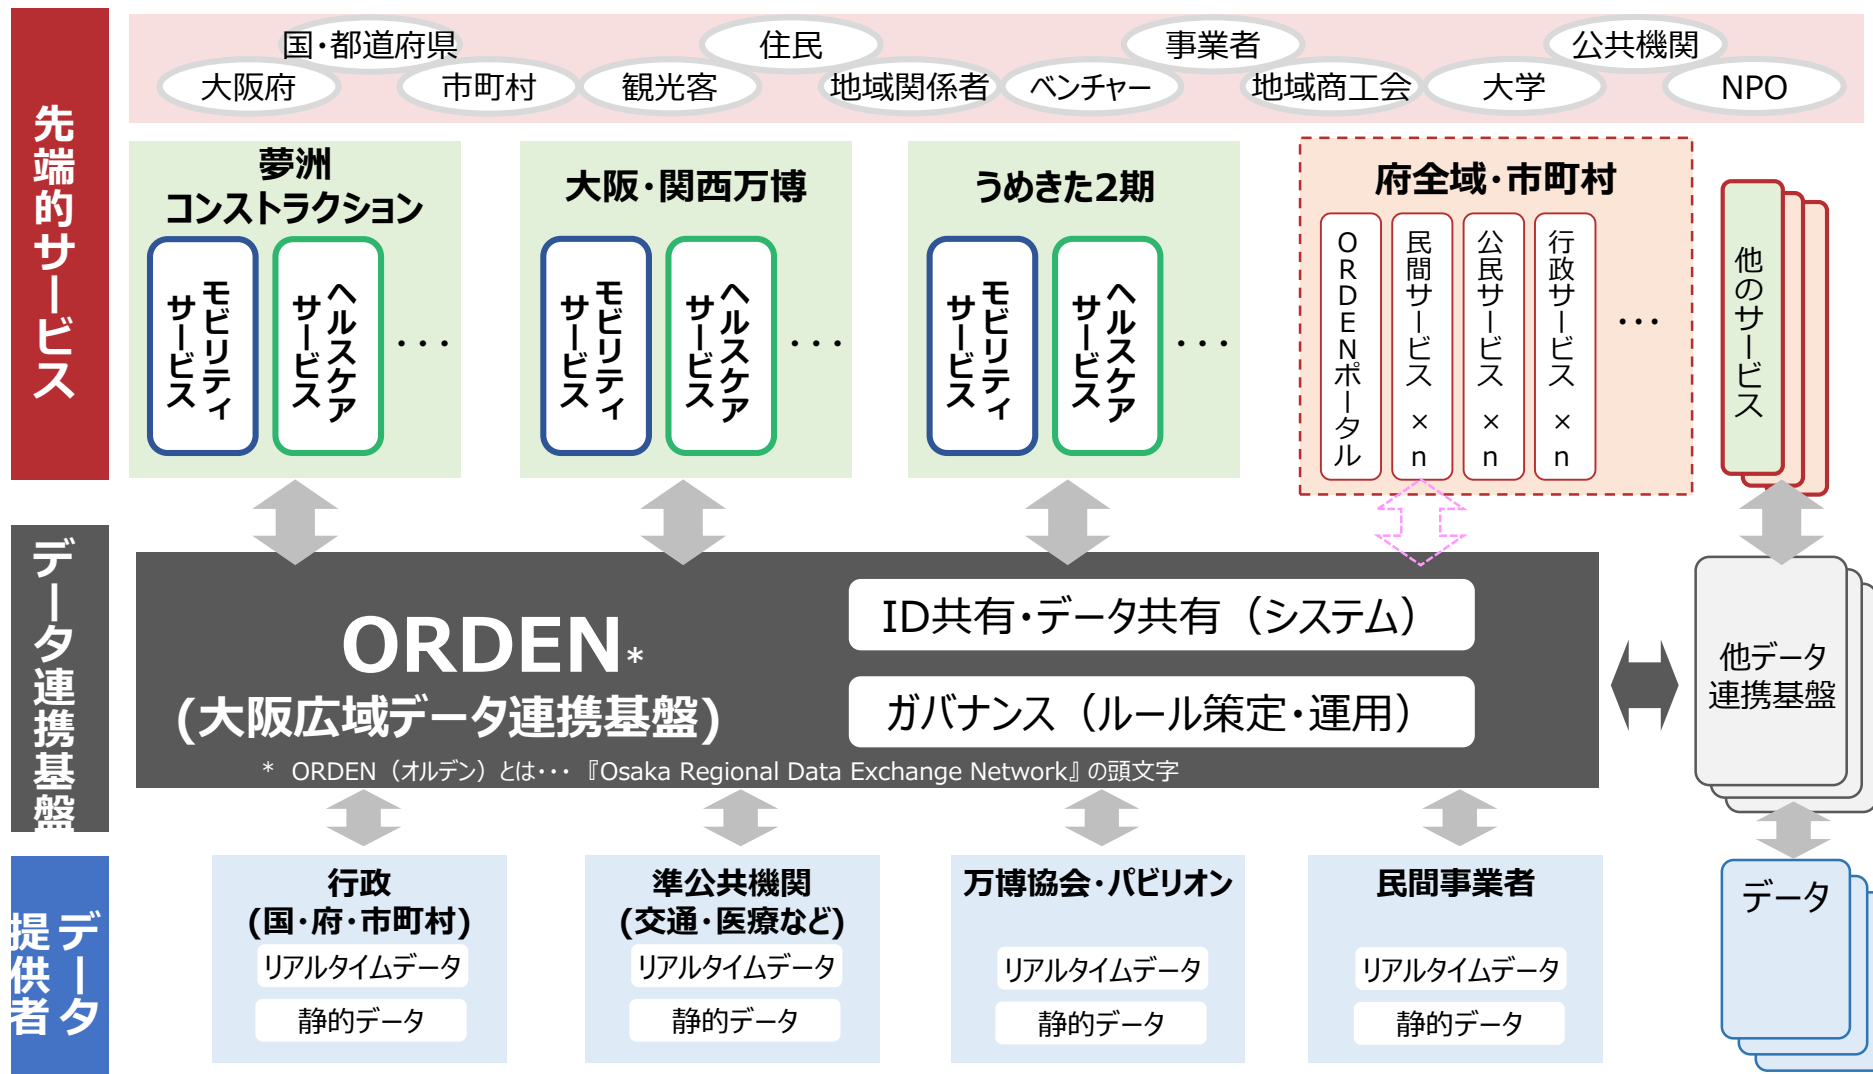 先端的サービス
国・都道府県
住民
事業者
公共機関
大阪府
市町村
観光客
地域関係者
ベンチャー
地域商工会
大学
NPO
夢洲
コンストラクション
モビリティ
サービス
ヘルスケア
サービス
・・・
大阪・関西万博
モビリティ
サービス
ヘルスケア
サービス
・・・
うめきた2期
モビリティ
サービス
ヘルスケア
サービス
・・・
府全域・市町村
ORDENポータル
民間サービス × n
公民サービス × n
行政サービス × n
・・・
他のサービス
データ連携基盤
ORDEN*
(大阪広域データ連携基盤)
ID共有・データ共有（システム）
ガバナンス（ルール策定・運用）
* ORDEN（オルデン）とは・・・『Osaka Regional Data Exchange Network』の頭文字
他データ
連携基盤
データ
提供者
行政
(国・府・市町村)
リアルタイムデータ
静的データ
準公共機関
(交通・医療など)
リアルタイムデータ
静的データ
万博協会・パビリオン
リアルタイムデータ
静的データ
民間事業者
リアルタイムデータ
静的データ
データ